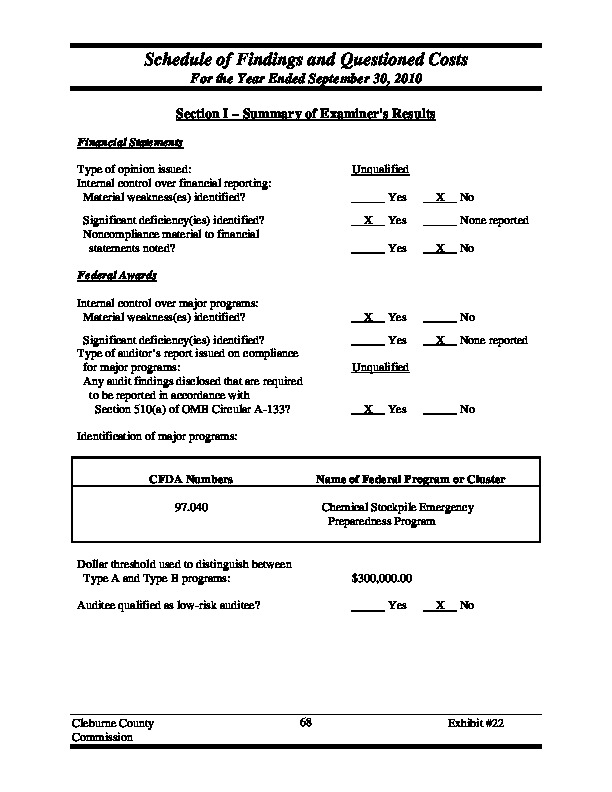 Schedule of Findings and Questioned Costs
For the Year Ended September 30, 2010
Section I – Summary of Examiner's Results
Financial Statements
Type of opinion issued: Unqualified
Internal control over financial reporting:
Material weakness(es) identified? _____ Yes __X__ No
Significant deficiency(ies) identified? __X__ Yes _____ None reported
Noncompliance material to financial
statements noted? _____ Yes __X__ No
Federal Awards
Internal control over major programs:
Material weakness(es) identified? __X__ Yes _____ No
Significant deficiency(ies) identified? _____ Yes __X__ None reported
Type of auditor's report issued on compliance
for major programs: Unqualified
Any audit findings disclosed that are required
to be reported in accordance with
Section 510(a) of OMB Circular A-133? __X__ Yes _____ No
Identification of major programs:
CFDA Numbers Name of Federal Program or Cluster
97.040 Chemical Stockpile Emergency
Preparedness Program
Dollar threshold used to distinguish between
Type A and Type B programs: $300,000.00
Auditee qualified as low-risk auditee? _____ Yes __X__ No
Cleburne County 68 Exhibit #22
Commission